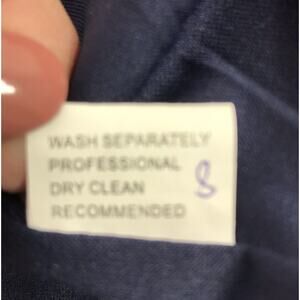 WASH SEPARATELY
PROFESSIONAL
DRY CLEAN
RECOMMENDED